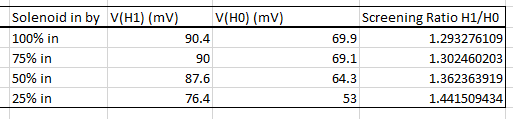 Solenoid in by V(H1) (mV) V(H0) (mV) Screening Ratio H1/H0
100% in 90.4 69.9 1.293276109
75% in 90 69.1 1.302460203
50% in 87.6 64.3 1.362363919
25% in 76.4 53 1.441509434